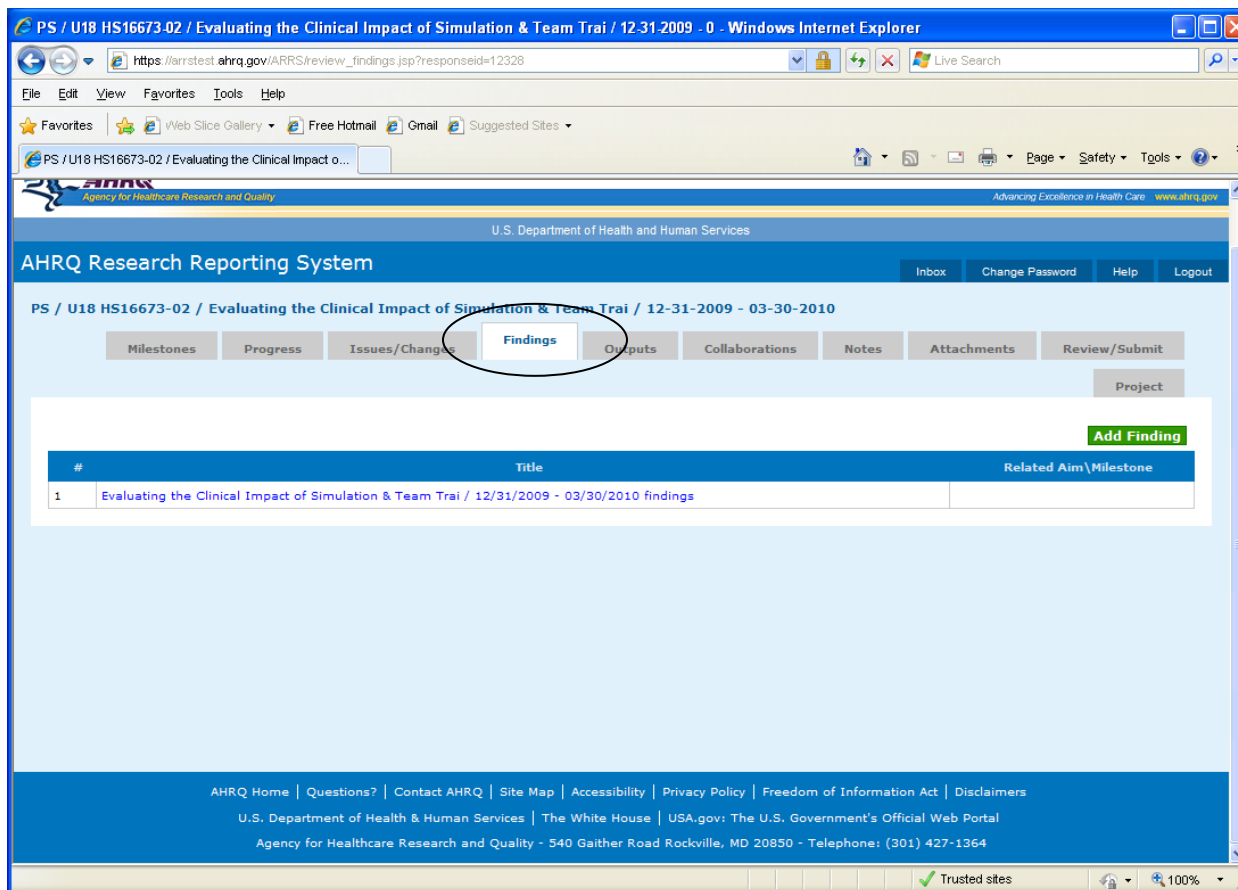 PS / U18 HS16673-02 / Evaluating the Clinical Impact of Simulation & Team Trai / 12-31-2009 - 0 - Windows Internet Explorer
https://arrstest.ahrq.gov/ARRS/review_findings.jsp?responseid=12328
Live Search
File Edit View Favorites Tools Help
Favorites Web Slice Gallery Free Hotmail Gmail Suggested Sites
PS / U18 HS16673-02 / Evaluating the Clinical Impact o...
Page Safety Tools
AHRQ
Agency for Healthcare Research and Quality Advancing Excellence in Health Care www.ahrq.gov
U.S. Department of Health and Human Services
AHRQ Research Reporting System
Inbox Change Password Help Logout
PS / U18 HS16673-02 / Evaluating the Clinical Impact of Simulation & Team Trai / 12-31-2009 - 03-30-2010
Milestones Progress Issues/Changes Findings Outputs Collaborations Notes Attachments Review/Submit
Project
Add Finding
# Title Related Aim\Milestone
1 Evaluating the Clinical Impact of Simulation & Team Trai / 12/31/2009 - 03/30/2010 findings
AHRQ Home | Questions? | Contact AHRQ | Site Map | Accessibility | Privacy Policy | Freedom of Information Act | Disclaimers
U.S. Department of Health & Human Services | The White House | USA.gov: The U.S. Government's Official Web Portal
Agency for Healthcare Research and Quality - 540 Gaither Road Rockville, MD 20850 - Telephone: (301) 427-1364
Trusted sites 100%